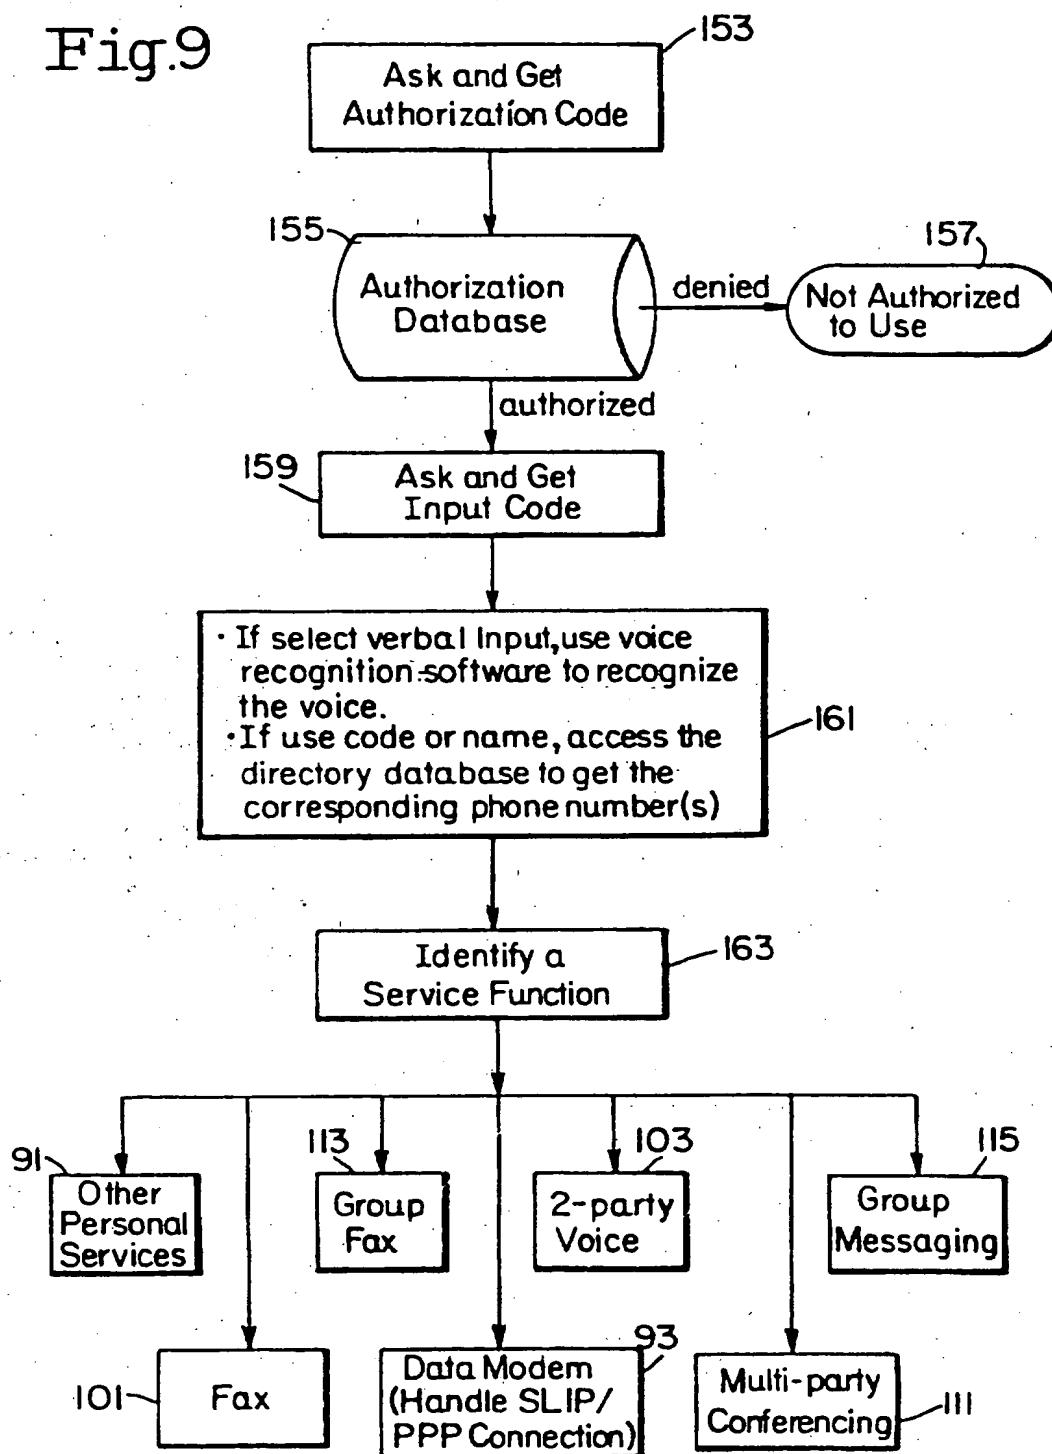 Fig.9
153
Ask and Get
Authorization Code
155
Authorization
Database
denied
157
Not Authorized
to Use
authorized
159
Ask and Get
Input Code
· If select verbal Input, use voice
recognition-software to recognize
the voice.
· If use code or name, access the
directory database to get the
corresponding phone number(s)
161
Identify a
Service Function
163
91
Other
Personal
Services
113
Group
Fax
103
2-party
Voice
115
Group
Messaging
101
Fax
93
Data Modem
(Handle SLIP/
PPP Connection)
Multi-party
Conferencing
111